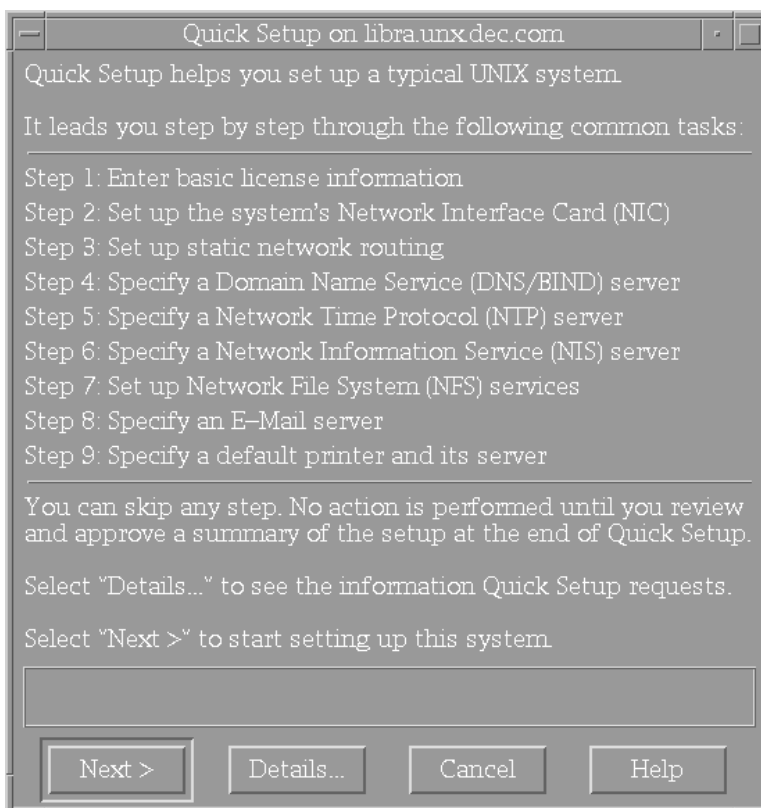 Quick Setup on libra.unx.dec.com
Quick Setup helps you set up a typical UNIX system.
It leads you step by step through the following common tasks:
Step 1: Enter basic license information
Step 2: Set up the system's Network Interface Card (NIC)
Step 3: Set up static network routing
Step 4: Specify a Domain Name Service (DNS/BIND) server
Step 5: Specify a Network Time Protocol (NTP) server
Step 6: Specify a Network Information Service (NIS) server
Step 7: Set up Network File System (NFS) services
Step 8: Specify an E-Mail server
Step 9: Specify a default printer and its server
You can skip any step. No action is performed until you review
and approve a summary of the setup at the end of Quick Setup.
Select "Details..." to see the information Quick Setup requests.
Select "Next >" to start setting up this system.
Next >
Details...
Cancel
Help